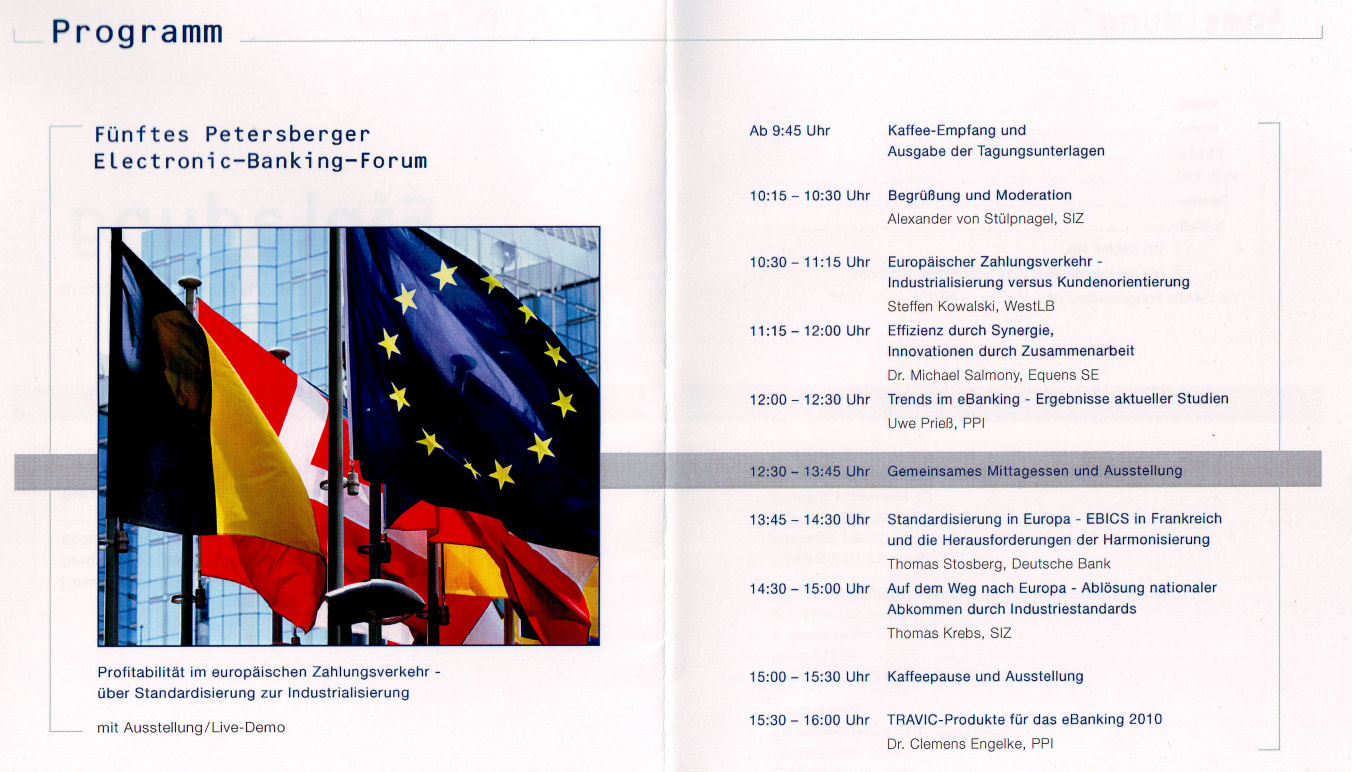 Programm
Fünftes Petersberger
Electronic-Banking-Forum
Profitabilität im europäischen Zahlungsverkehr -
über Standardisierung zur Industrialisierung
mit Ausstellung/Live-Demo
Ab 9:45 Uhr Kaffee-Empfang und
Ausgabe der Tagungsunterlagen
10:15 – 10:30 Uhr Begrüßung und Moderation
Alexander von Stülpnagel, SIZ
10:30 – 11:15 Uhr Europäischer Zahlungsverkehr -
Industrialisierung versus Kundenorientierung
Steffen Kowalski, WestLB
11:15 – 12:00 Uhr Effizienz durch Synergie,
Innovationen durch Zusammenarbeit
Dr. Michael Salmony, Equens SE
12:00 – 12:30 Uhr Trends im eBanking - Ergebnisse aktueller Studien
Uwe Prieß, PPI
12:30 – 13:45 Uhr Gemeinsames Mittagessen und Ausstellung
13:45 – 14:30 Uhr Standardisierung in Europa - EBICS in Frankreich
und die Herausforderungen der Harmonisierung
Thomas Stosberg, Deutsche Bank
14:30 – 15:00 Uhr Auf dem Weg nach Europa - Ablösung nationaler
Abkommen durch Industriestandards
Thomas Krebs, SIZ
15:00 – 15:30 Uhr Kaffeepause und Ausstellung
15:30 – 16:00 Uhr TRAVIC-Produkte für das eBanking 2010
Dr. Clemens Engelke, PPI